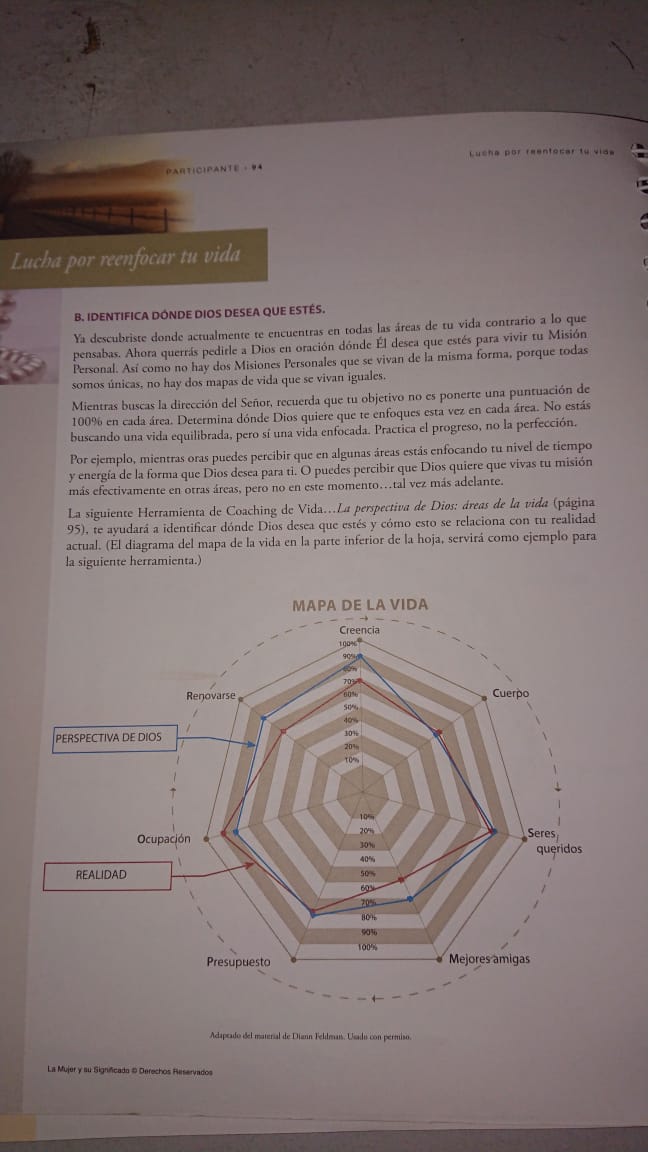 PARTICIPANTE - 94
Lucha por reenfocar tu vida
Lucha por reenfocar tu vida
B. IDENTIFICA DÓNDE DIOS DESEA QUE ESTÉS.
Ya descubriste donde actualmente te encuentras en todas las áreas de tu vida contrario a lo que
pensabas. Ahora querrás pedirle a Dios en oración dónde Él desea que estés para vivir tu Misión
Personal. Así como no hay dos Misiones Personales que se vivan de la misma forma, porque todas
somos únicas, no hay dos mapas de vida que se vivan iguales.
Mientras buscas la dirección del Señor, recuerda que tu objetivo no es ponerte una puntuación de
100% en cada área. Determina dónde Dios quiere que te enfoques esta vez en cada área. No estás
buscando una vida equilibrada, pero sí una vida enfocada. Practica el progreso, no la perfección.
Por ejemplo, mientras oras puedes percibir que en algunas áreas estás enfocando tu nivel de tiempo
y energía de la forma que Dios desea para ti. O puedes percibir que Dios quiere que vivas tu misión
más efectivamente en otras áreas, pero no en este momento…tal vez más adelante.
La siguiente Herramienta de Coaching de Vida…La perspectiva de Dios: áreas de la vida (página
95), te ayudará a identificar dónde Dios desea que estés y cómo esto se relaciona con tu realidad
actual. (El diagrama del mapa de la vida en la parte inferior de la hoja, servirá como ejemplo para
la siguiente herramienta.)
MAPA DE LA VIDA
Creencia
100%
90%
80%
70%
60%
50%
40%
30%
20%
10%
Renovarse
Cuerpo
PERSPECTIVA DE DIOS
Ocupación
Seres
queridos
REALIDAD
10%
20%
30%
40%
50%
60%
70%
80%
90%
100%
Presupuesto
Mejores amigas
Adaptado del material de Diann Feldman. Usado con permiso.
La Mujer y su Significado © Derechos Reservados